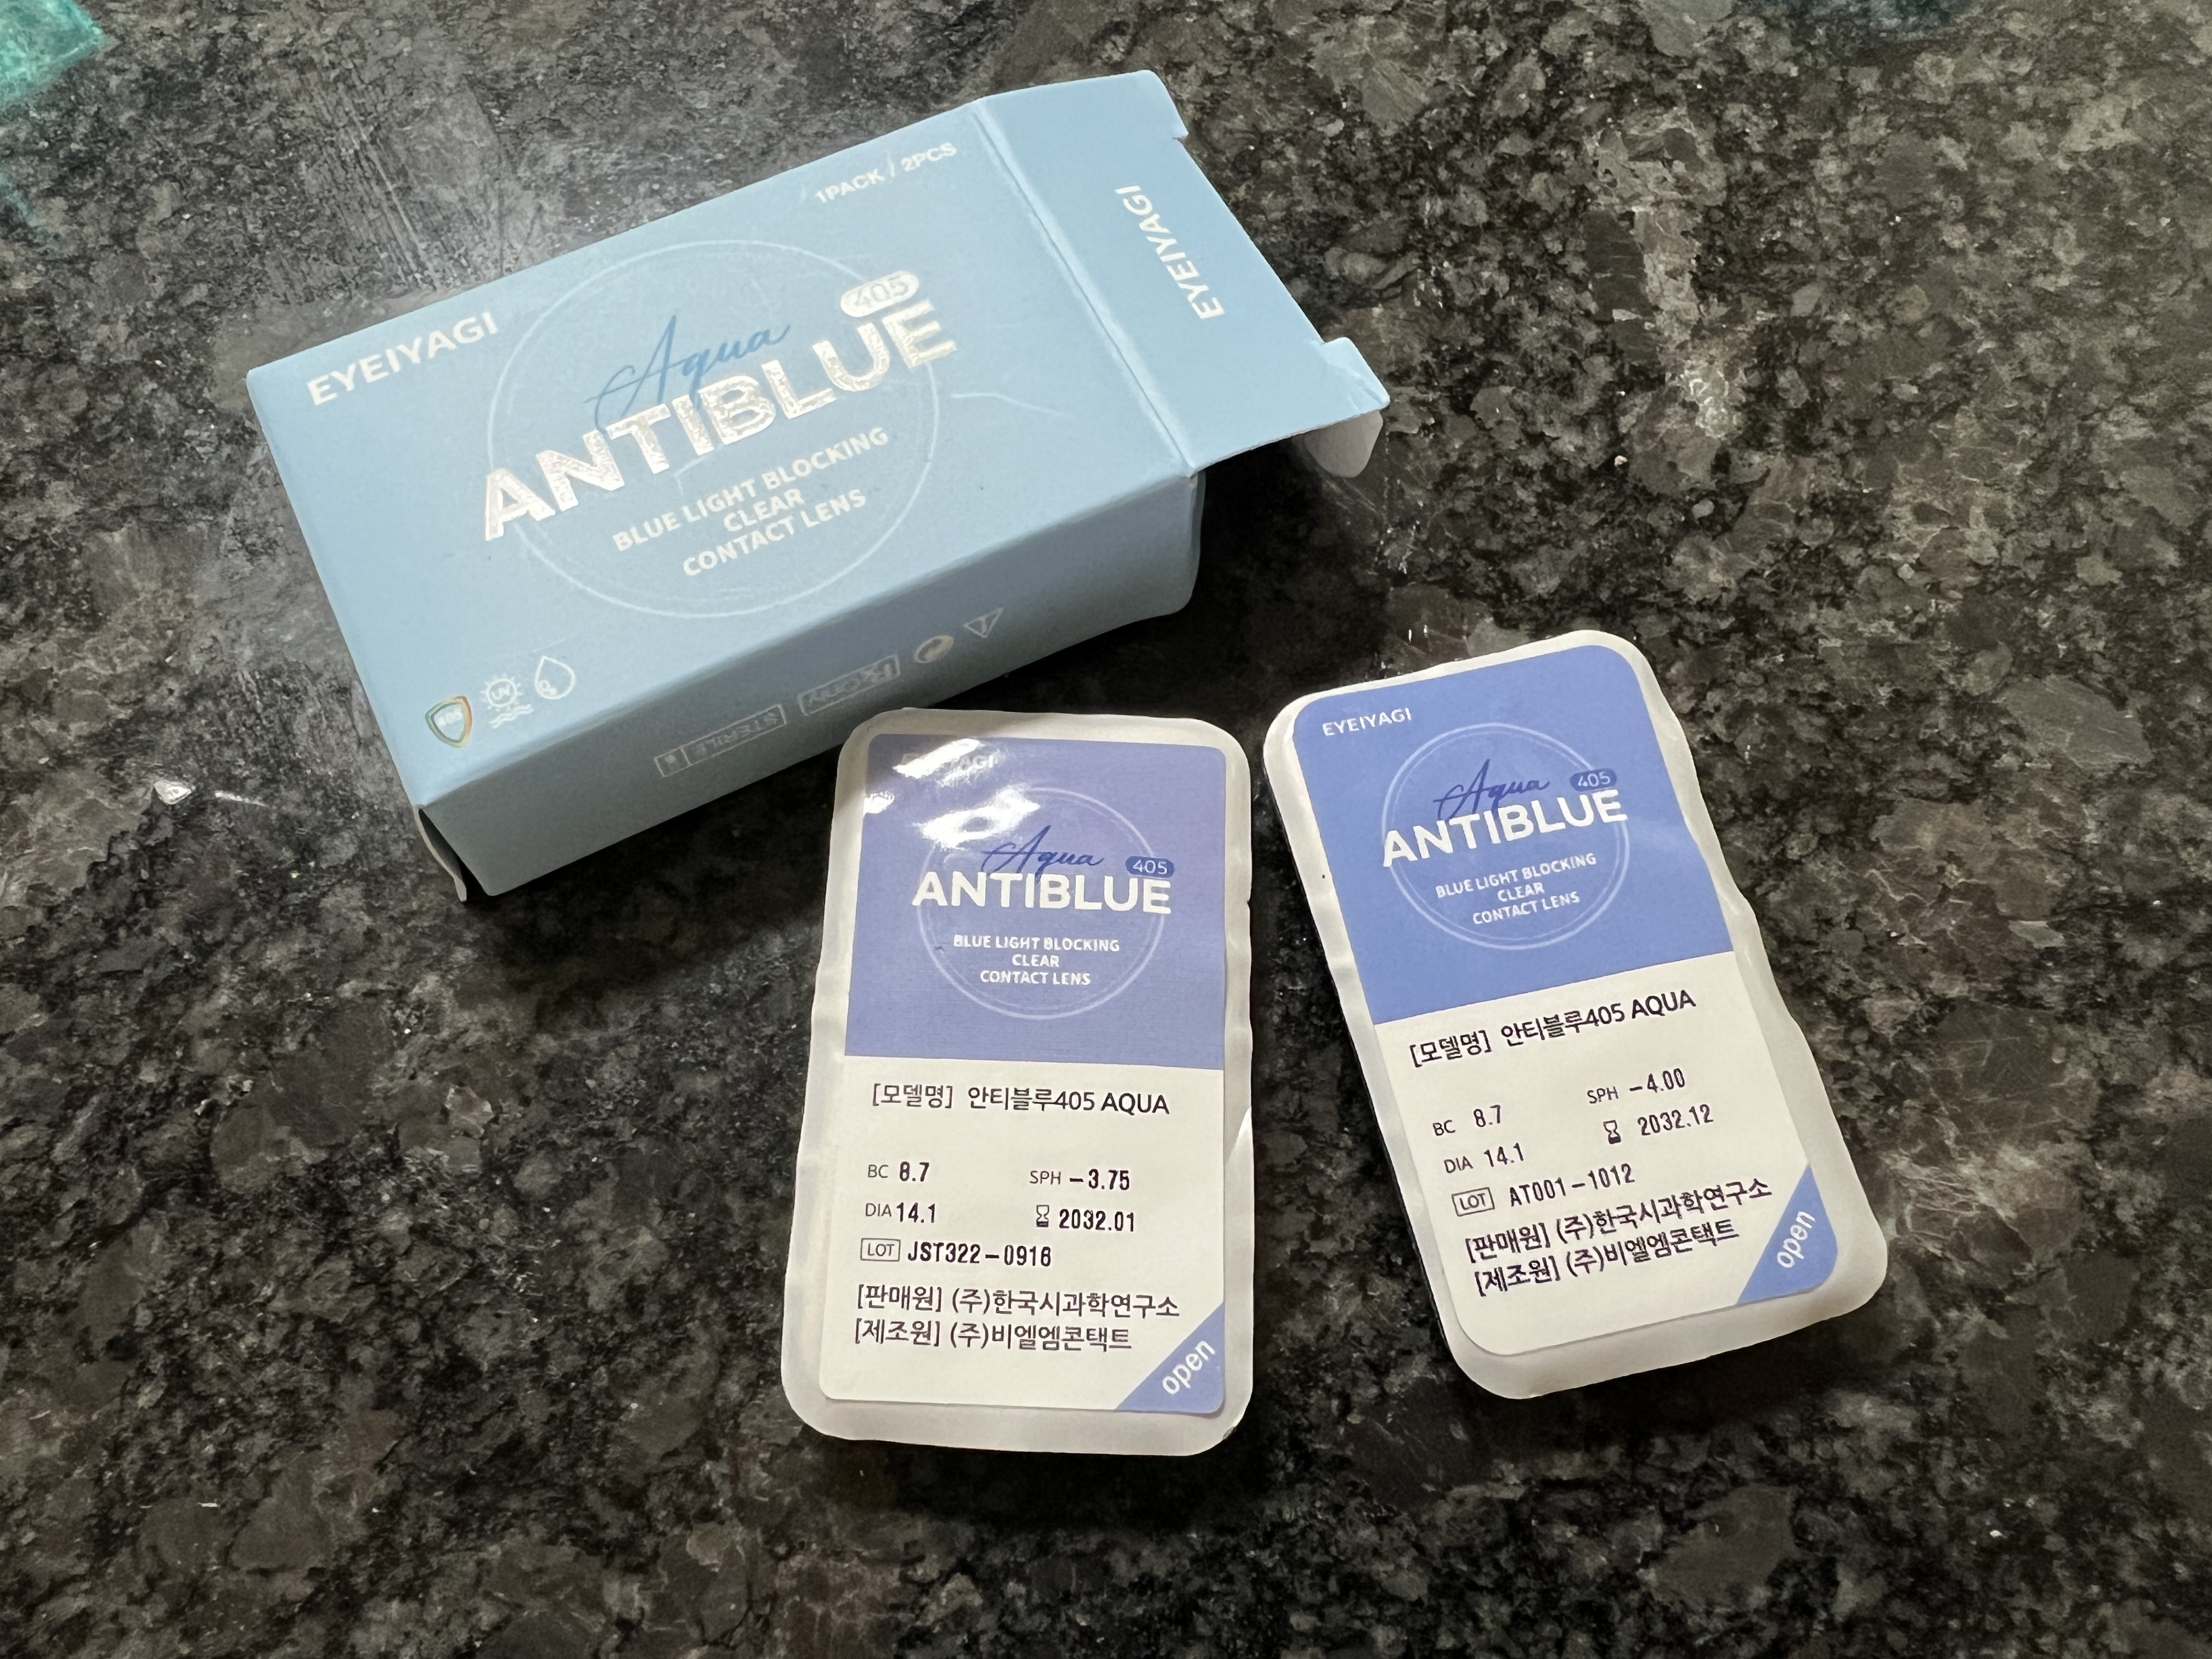 1PACK / 2PCS
EYEIYAGI
EYEIYAGI
Aqua 405
ANTIBLUE
BLUE LIGHT BLOCKING
CLEAR
CONTACT LENS
405
UV
STERILE
Rx Only
EYEIYAGI
Aqua 405
ANTIBLUE
BLUE LIGHT BLOCKING
CLEAR
CONTACT LENS
[모델명] 안티블루405 AQUA
BC 8.7 SPH -3.75
DIA 14.1 2032.01
LOT JST322-0916
[판매원] (주)한국시과학연구소
[제조원] (주)비엘엠콘택트
open
EYEIYAGI
Aqua 405
ANTIBLUE
BLUE LIGHT BLOCKING
CLEAR
CONTACT LENS
[모델명] 안티블루405 AQUA
BC 8.7 SPH -4.00
DIA 14.1 2032.12
LOT AT001-1012
[판매원] (주)한국시과학연구소
[제조원] (주)비엘엠콘택트
open